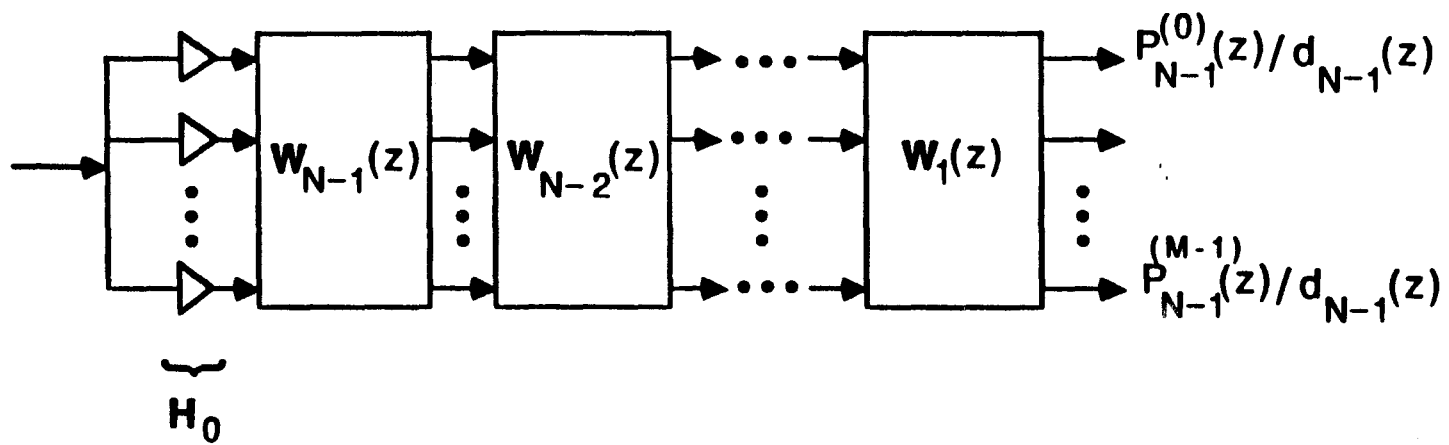 P_{N-1}^{(0)}(z)/d_{N-1}(z)
W_{N-1}(z)
W_{N-2}(z)
W_1(z)
P_{N-1}^{(M-1)}(z)/d_{N-1}(z)
H_0